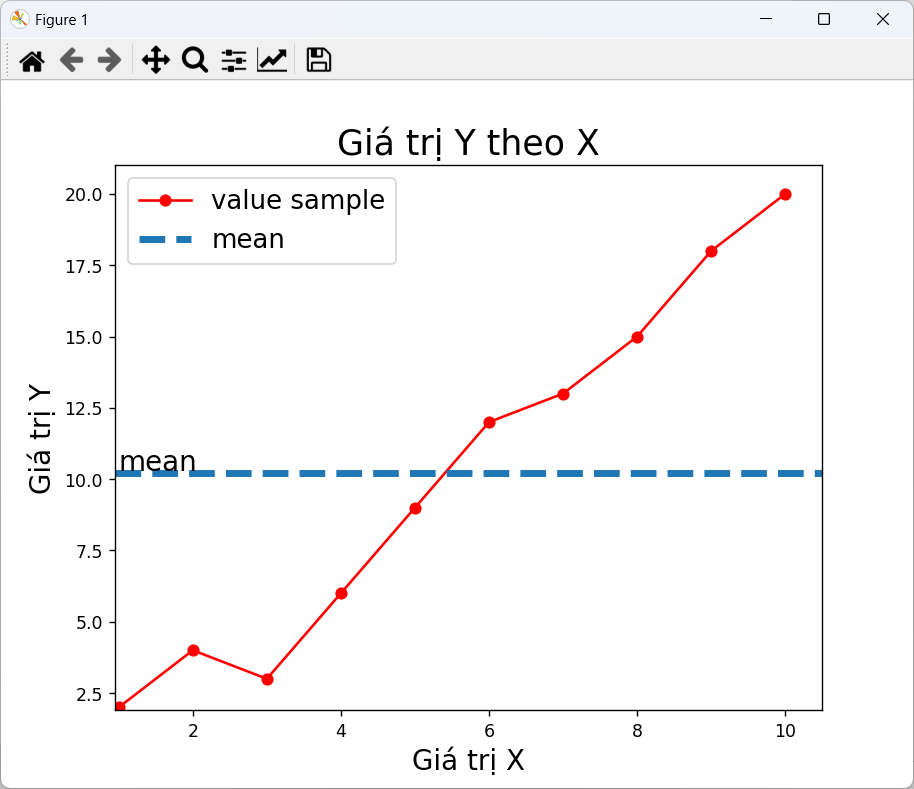 Figure 1
Giá trị Y theo X
value sample
mean
20.0
17.5
15.0
12.5
10.0
7.5
5.0
2.5
Giá trị Y
mean
2 4 6 8 10
Giá trị X